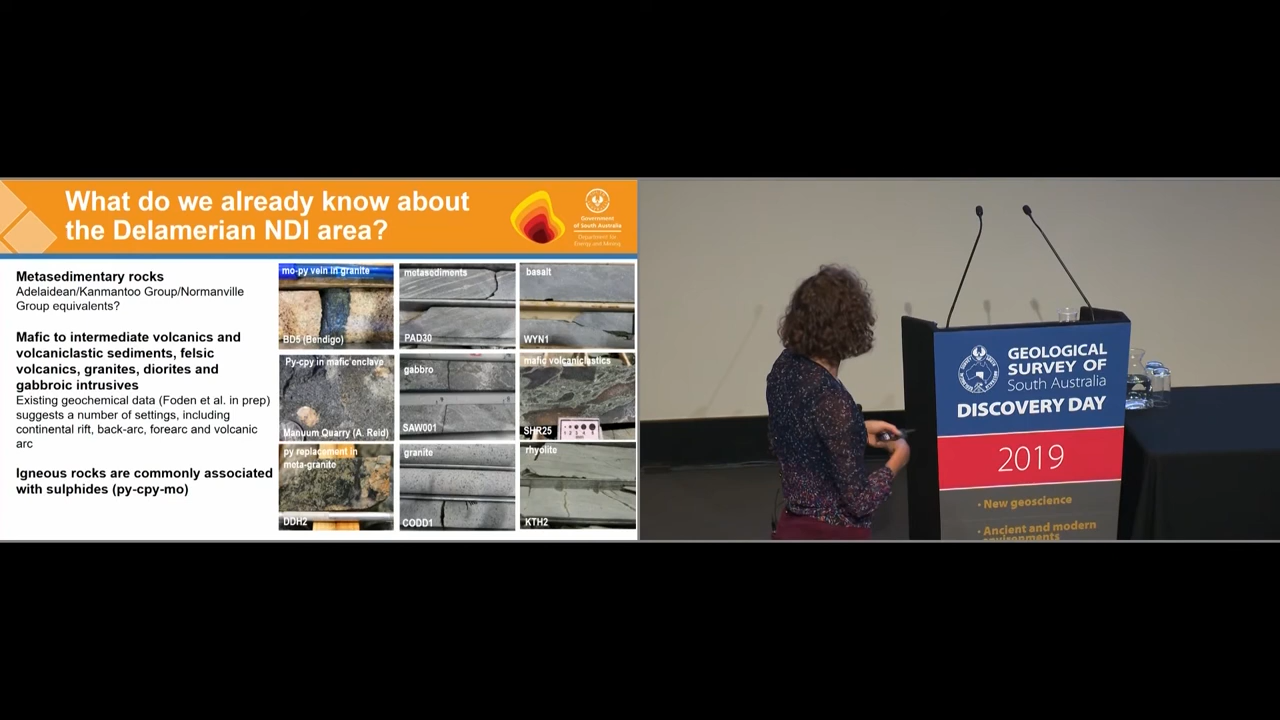 What do we already know about
the Delamerian NDI area?
Government
of South Australia
Department for
Energy and Mining
Metasedimentary rocks
Adelaidean/Kanmantoo Group/Normanville
Group equivalents?
Mafic to intermediate volcanics and
volcaniclastic sediments, felsic
volcanics, granites, diorites and
gabbroic intrusives
Existing geochemical data (Foden et al. in prep)
suggests a number of settings, including
continental rift, back-arc, forearc and volcanic
arc
Igneous rocks are commonly associated
with sulphides (py-cpy-mo)
mo-py vein in granite
BD5 (Bendigo)
metasediments
PAD30
basalt
WYN1
Py-cpy in mafic enclave
Manuum Quarry (A. Reid)
gabbro
SAW001
mafic volcaniclastics
SHR25
py replacement in
meta-granite
DDH2
granite
CODD1
rhyolite
KTH2
GEOLOGICAL
SURVEY OF
South Australia
DISCOVERY DAY
2019
• New geoscience
• Ancient and modern
environments